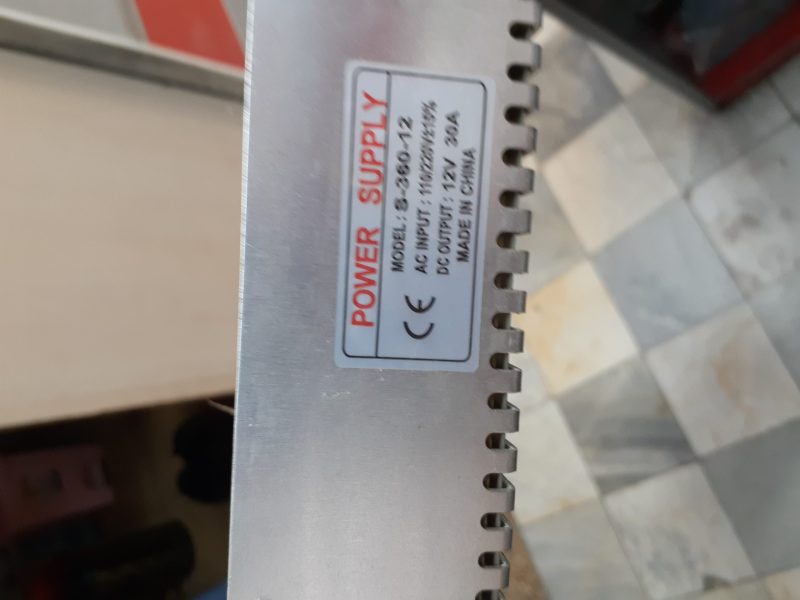 POWER SUPPLY
MODEL : S-360-12
AC INPUT : 110/220V±15%
DC OUTPUT : 12V 30A
MADE IN CHINA
CE